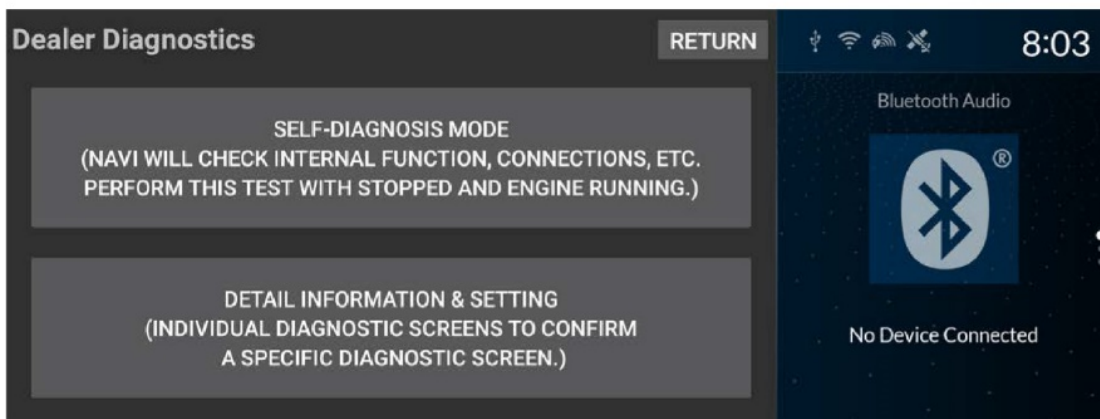 Dealer Diagnostics
RETURN
SELF-DIAGNOSIS MODE
(NAVI WILL CHECK INTERNAL FUNCTION, CONNECTIONS, ETC.
PERFORM THIS TEST WITH STOPPED AND ENGINE RUNNING.)
DETAIL INFORMATION & SETTING
(INDIVIDUAL DIAGNOSTIC SCREENS TO CONFIRM
A SPECIFIC DIAGNOSTIC SCREEN.)
8:03
Bluetooth Audio
®
No Device Connected